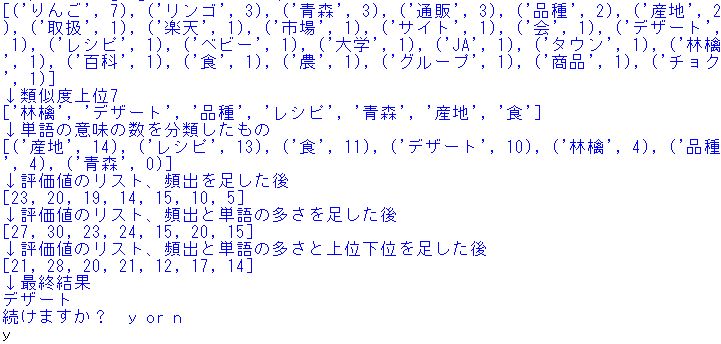 [('りんご', 7), ('リンゴ', 3), ('青森', 3), ('通販', 3), ('品種', 2), ('産地', 2
), ('取扱', 1), ('楽天', 1), ('市場', 1), ('サイト', 1), ('会', 1), ('デザート',
 1), ('レシピ', 1), ('ベビー', 1), ('大学', 1), ('JA', 1), ('タウン', 1), ('林檎
', 1), ('百科', 1), ('食', 1), ('農', 1), ('グループ', 1), ('商品', 1), ('チョク
', 1)]
↓類似度上位7
['林檎', 'デザート', '品種', 'レシピ', '青森', '産地', '食']
↓単語の意味の数を分類したもの
[('産地', 14), ('レシピ', 13), ('食', 11), ('デザート', 10), ('林檎', 4), ('品種
', 4), ('青森', 0)]
↓評価値のリスト、頻出を足した後
[23, 20, 19, 14, 15, 10, 5]
↓評価値のリスト、頻出と単語の多さを足した後
[27, 30, 23, 24, 15, 20, 15]
↓評価値のリスト、頻出と単語の多さと上位下位を足した後
[21, 28, 20, 21, 12, 17, 14]
↓最終結果
デザート
続けますか？　y or n
y